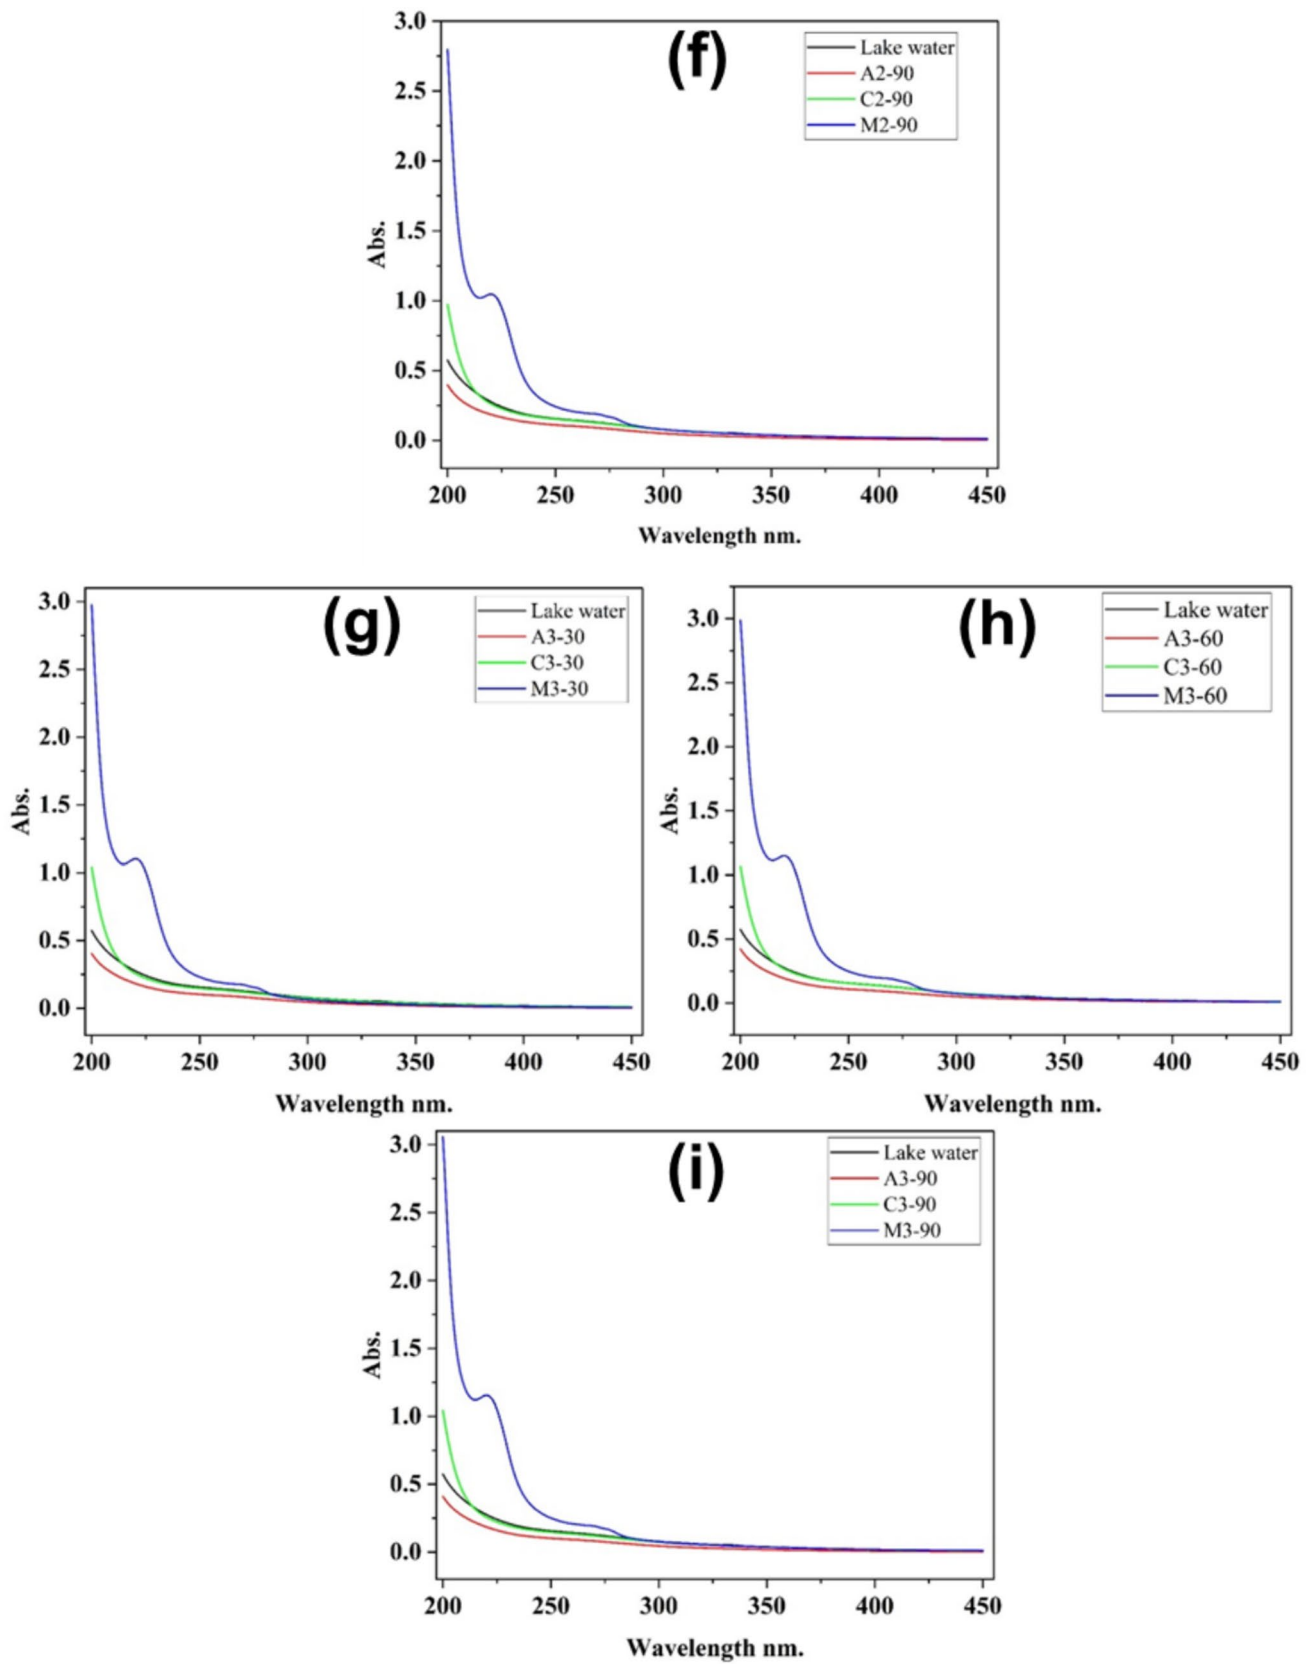 (f)
Lake water
A2-90
C2-90
M2-90
3.0
2.5
2.0
1.5
1.0
0.5
0.0
Abs.
200 250 300 350 400 450
Wavelength nm.
(g)
Lake water
A3-30
C3-30
M3-30
3.0
2.5
2.0
1.5
1.0
0.5
0.0
Abs.
200 250 300 350 400 450
Wavelength nm.
(h)
Lake water
A3-60
C3-60
M3-60
3.0
2.5
2.0
1.5
1.0
0.5
0.0
Abs.
200 250 300 350 400 450
Wavelength nm.
(i)
Lake water
A3-90
C3-90
M3-90
3.0
2.5
2.0
1.5
1.0
0.5
0.0
Abs.
200 250 300 350 400 450
Wavelength nm.